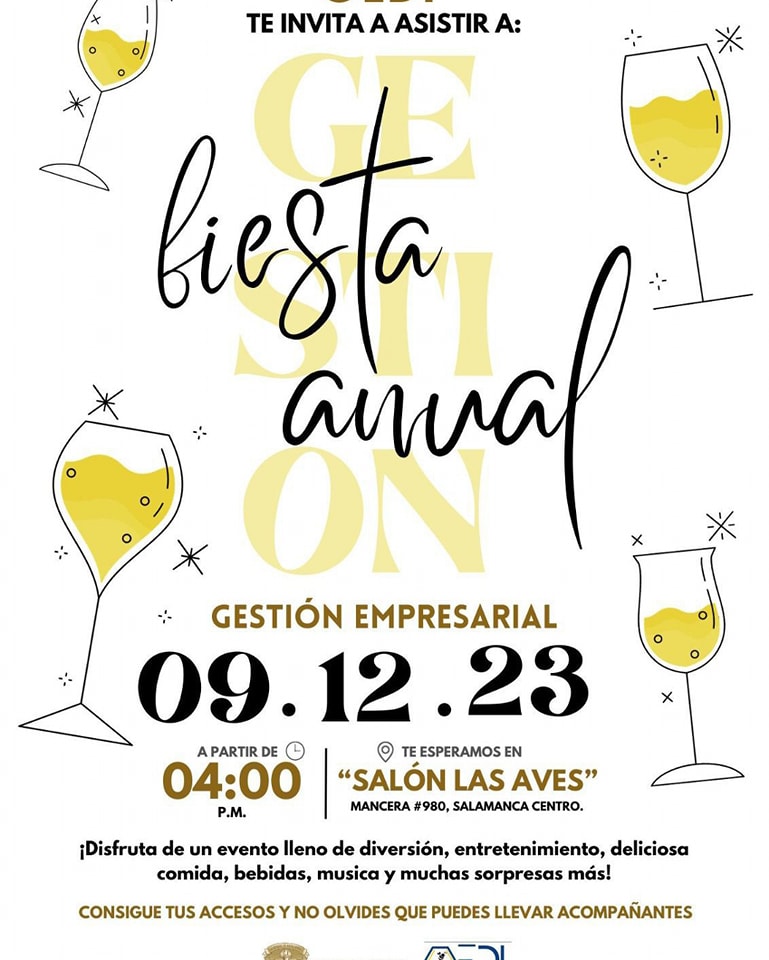 TE INVITA A ASISTIR A:
GE
STI
ON
fiesta
anual
GESTIÓN EMPRESARIAL
09.12.23
A PARTIR DE
04:00
P.M.
TE ESPERAMOS EN
“SALÓN LAS AVES”
MANCERA #980, SALAMANCA CENTRO.
¡Disfruta de un evento lleno de diversión, entretenimiento, deliciosa
comida, bebidas, musica y muchas sorpresas más!
CONSIGUE TUS ACCESOS Y NO OLVIDES QUE PUEDES LLEVAR ACOMPAÑANTES